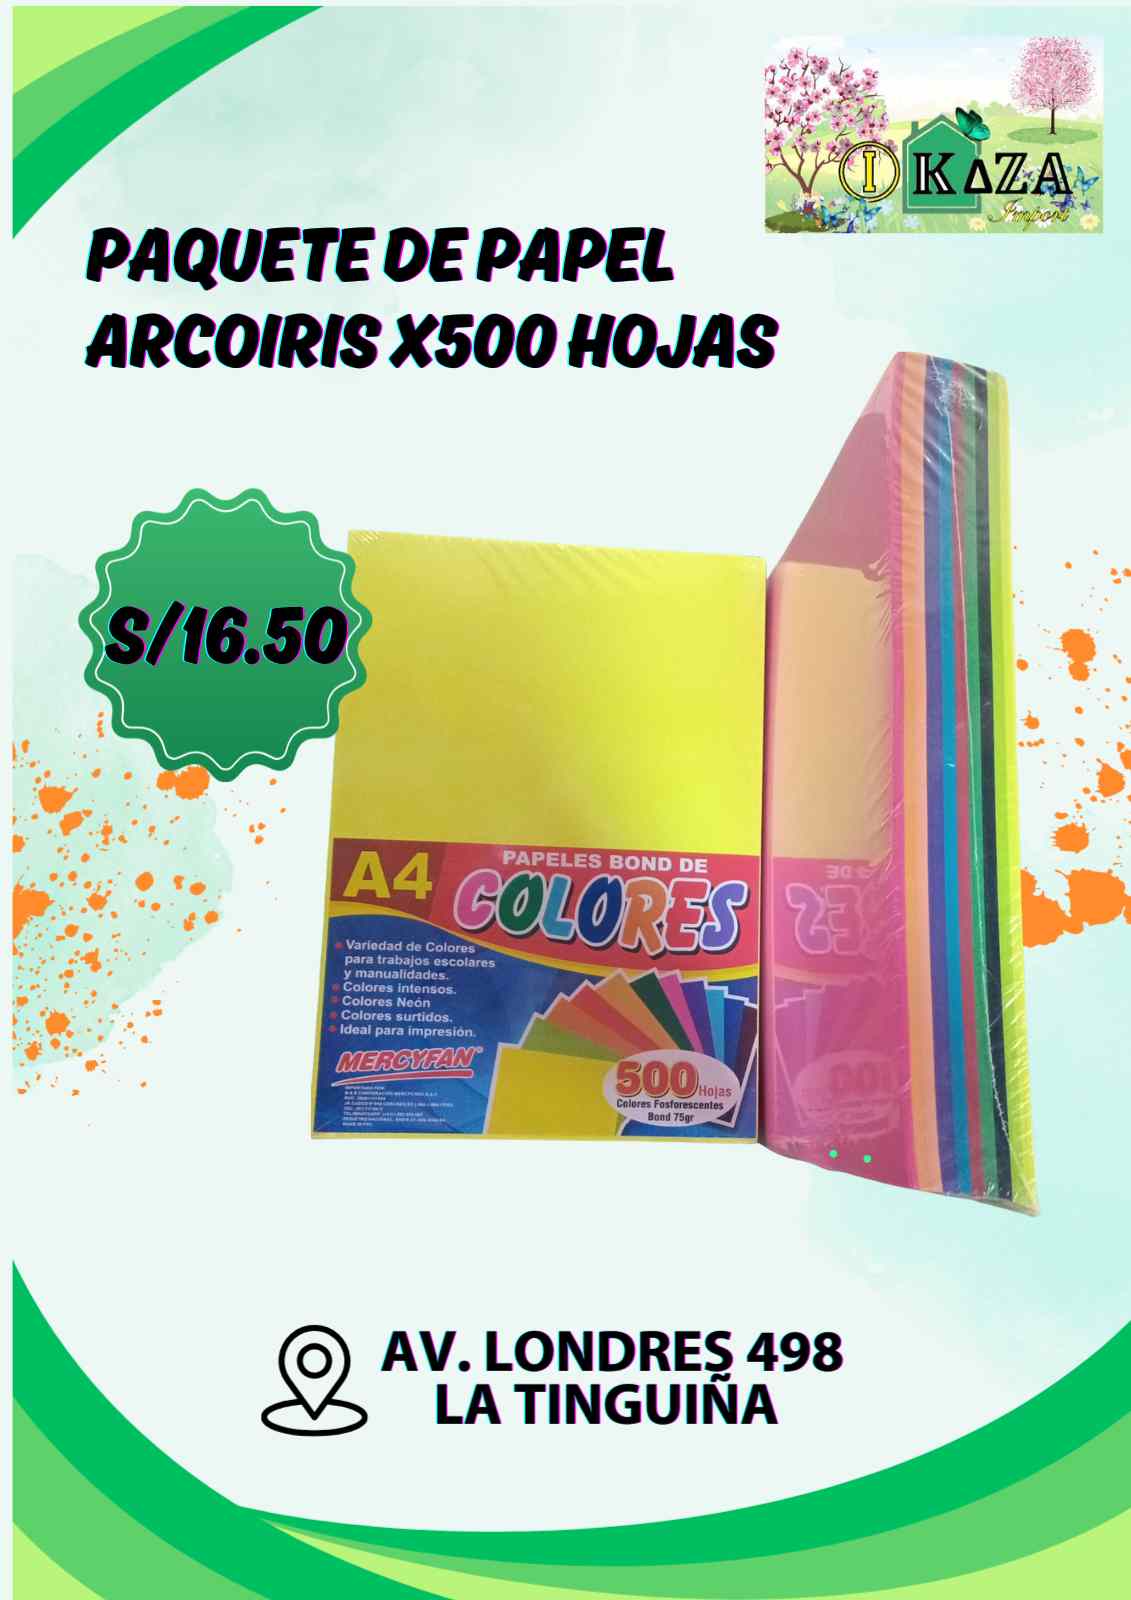 I KAZA
Import
PAQUETE DE PAPEL
ARCOIRIS X500 HOJAS
S/16.50
A4
PAPELES BOND DE
COLORES
Variedad de Colores
para trabajos escolares
y manualidades.
Colores intensos.
Colores Neón
Colores surtidos.
Ideal para impresión.
MERCYFAN
500 Hojas
Colores Fosforescentes
Bond 75gr
AV. LONDRES 498
LA TINGUIÑA